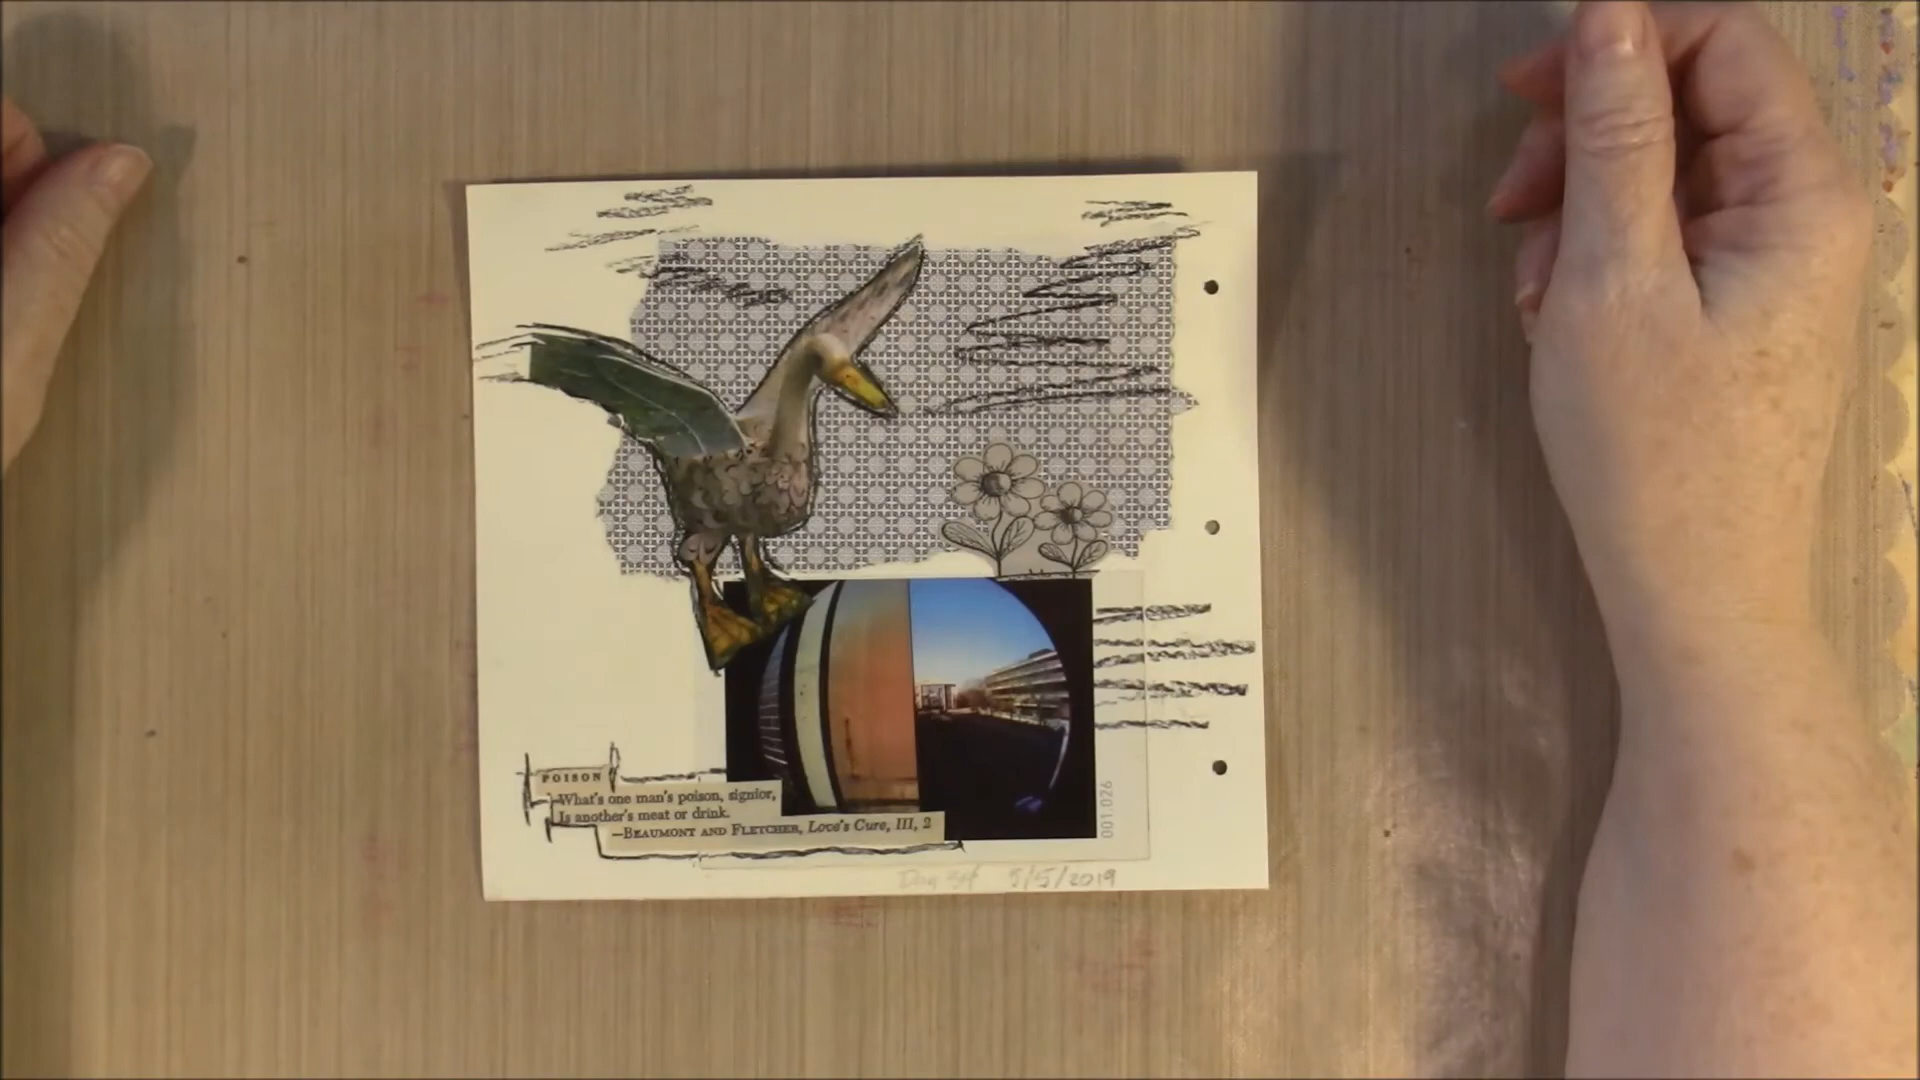 POISON
What's one man's poison, signior,
Is another's meat or drink.
—BEAUMONT AND FLETCHER, Love's Cure, III, 2
001.026
Day 5/5/2019